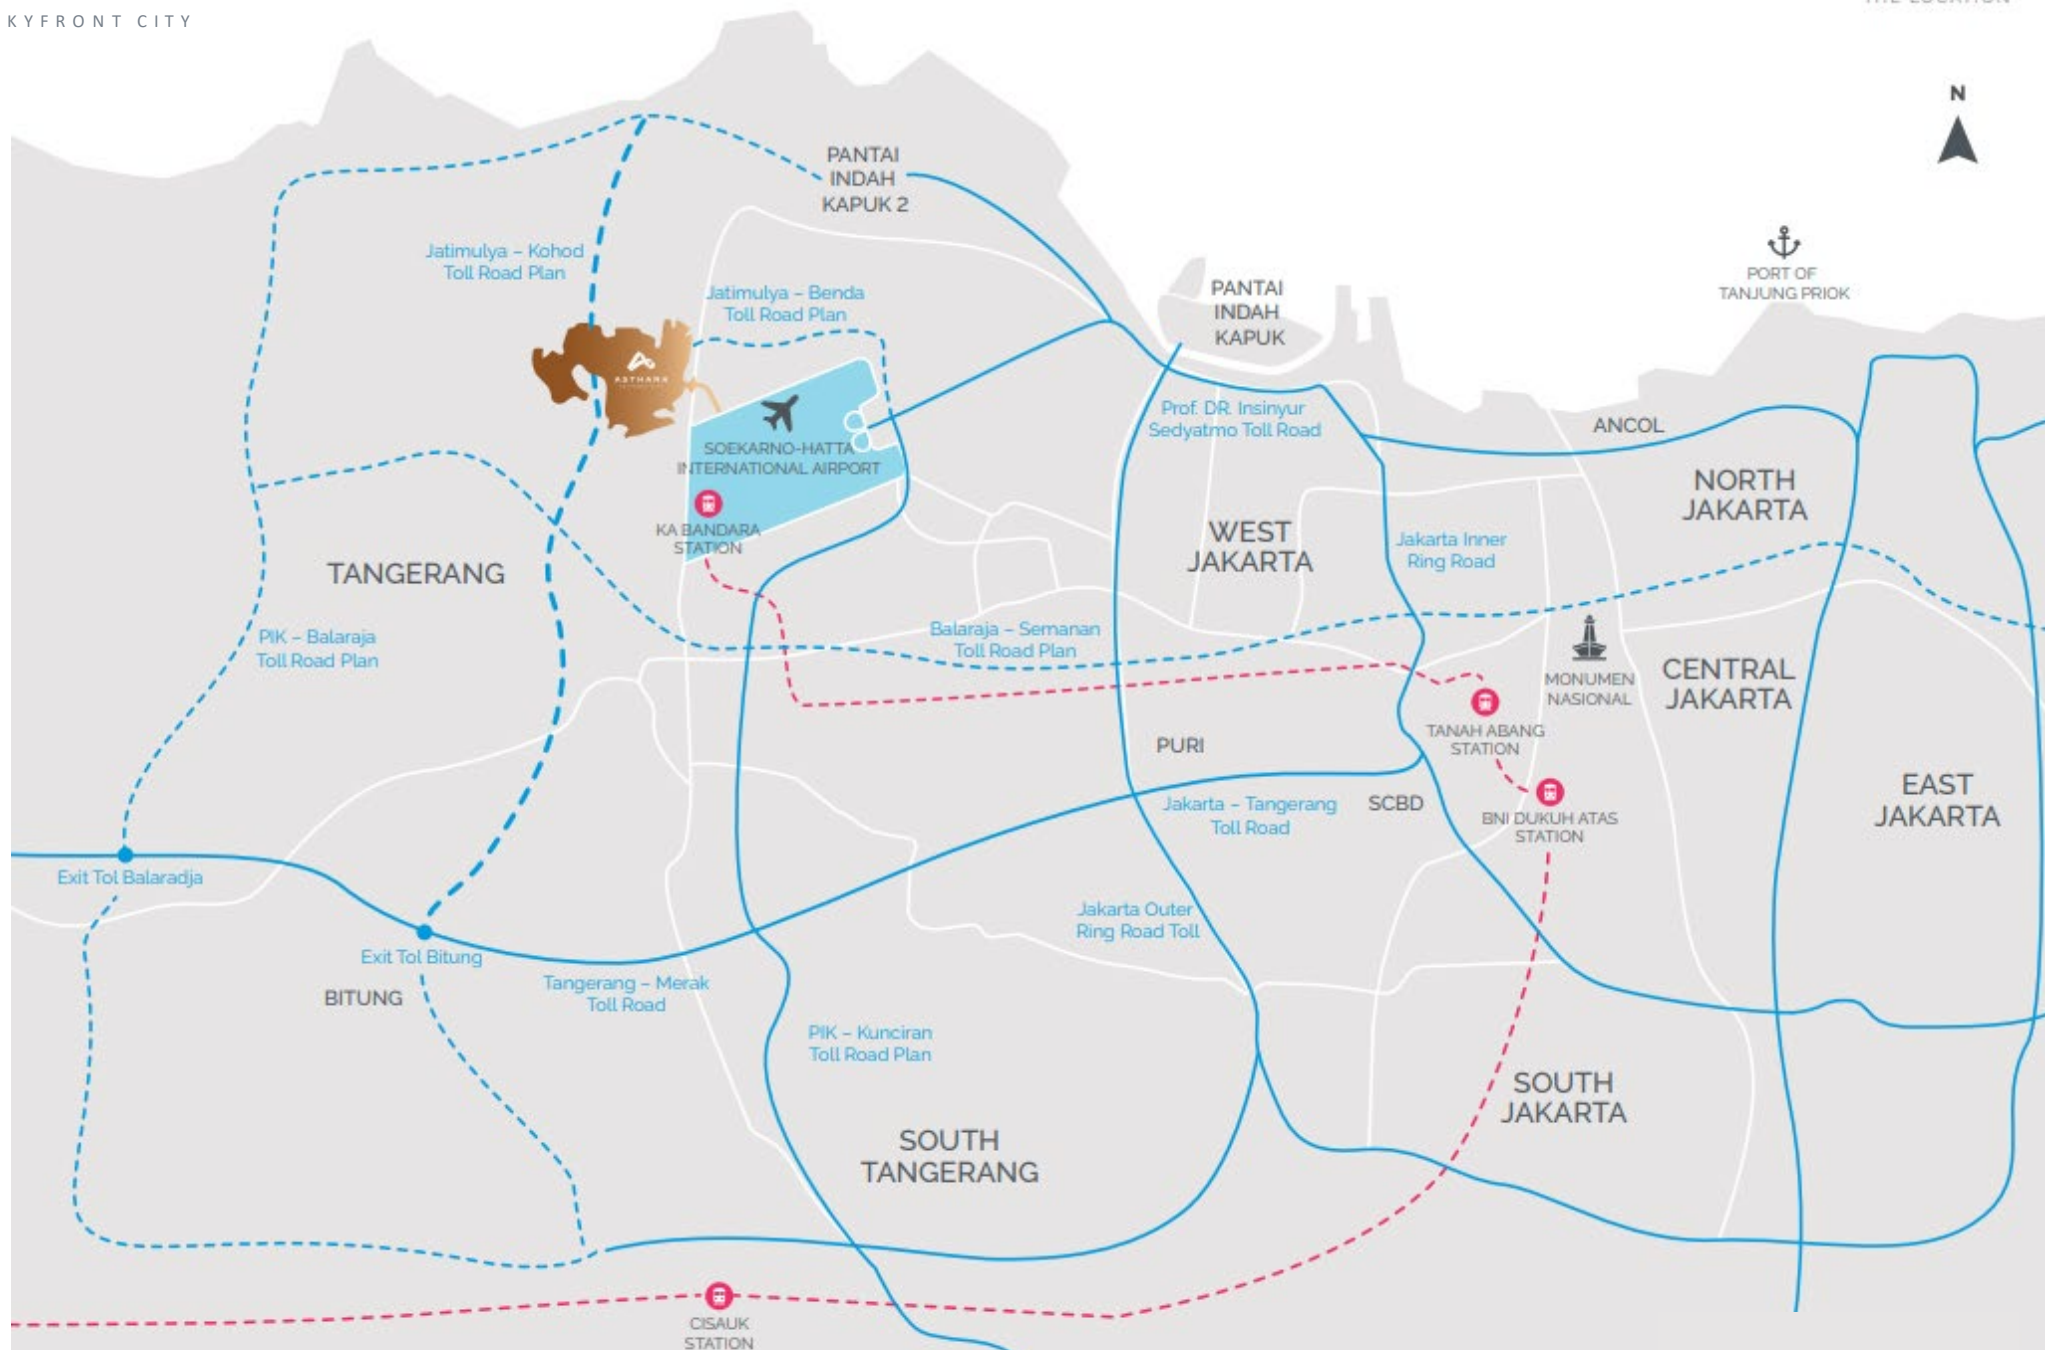 KYFRONT CITY
THE LOCATION
N
PANTAI
INDAH
KAPUK 2
Jatimulya – Kohod
Toll Road Plan
Jatimulya – Benda
Toll Road Plan
PORT OF
TANJUNG PRIOK
PANTAI
INDAH
KAPUK
ASTHARA
Prof. DR. Insinyur
Sedyatmo Toll Road
ANCOL
SOEKARNO-HATTA
INTERNATIONAL AIRPORT
NORTH
JAKARTA
KA BANDARA
STATION
WEST
JAKARTA
Jakarta Inner
Ring Road
TANGERANG
PIK – Balaraja
Toll Road Plan
Balaraja – Semanan
Toll Road Plan
MONUMEN
NASIONAL
CENTRAL
JAKARTA
TANAH ABANG
STATION
PURI
Jakarta – Tangerang
Toll Road
SCBD
BNI DUKUH ATAS
STATION
EAST
JAKARTA
Exit Tol Balaradja
Jakarta Outer
Ring Road Toll
Exit Tol Bitung
BITUNG
Tangerang – Merak
Toll Road
PIK – Kunciran
Toll Road Plan
SOUTH
JAKARTA
SOUTH
TANGERANG
CISAUK
STATION